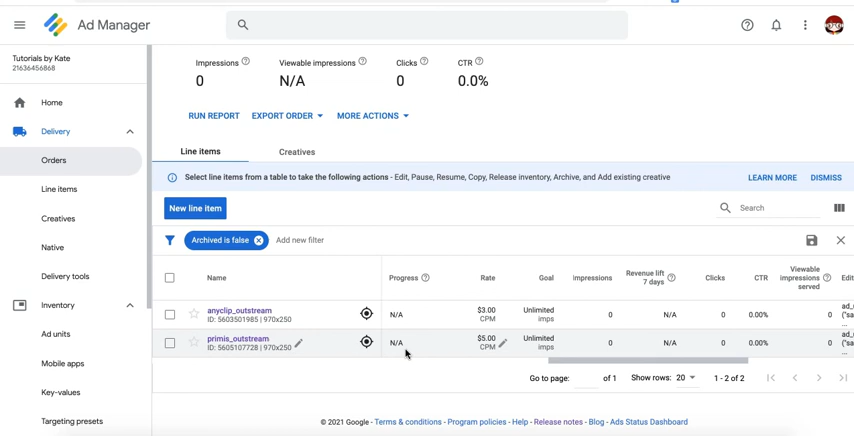 Ad Manager
Tutorials by Kate
21636456868
Home
Delivery
Orders
Line items
Creatives
Native
Delivery tools
Inventory
Ad units
Mobile apps
Key-values
Targeting presets
Impressions
0
Viewable impressions
N/A
Clicks
0
CTR
0.0%
RUN REPORT EXPORT ORDER MORE ACTIONS
Line items Creatives
Select line items from a table to take the following actions - Edit, Pause, Resume, Copy, Release inventory, Archive, and Add existing creative LEARN MORE DISMISS
New line item
Search
Archived is false Add new filter
Name Progress Rate Goal Impressions Revenue lift 7 days Clicks CTR Viewable impressions served Edit
anyclip_outstream
ID: 5603501985 | 970x250
N/A
$3.00
CPM
Unlimited
imps
0
N/A
0
0.00%
0
ad_
("sa
...
primis_outstream
ID: 5605107728 | 970x250
N/A
$5.00
CPM
Unlimited
imps
0
N/A
0
0.00%
0
ad_
("sa
...
Go to page: of 1 Show rows: 20 1 - 2 of 2
© 2021 Google - Terms & conditions - Program policies - Help - Release notes - Blog - Ads Status Dashboard